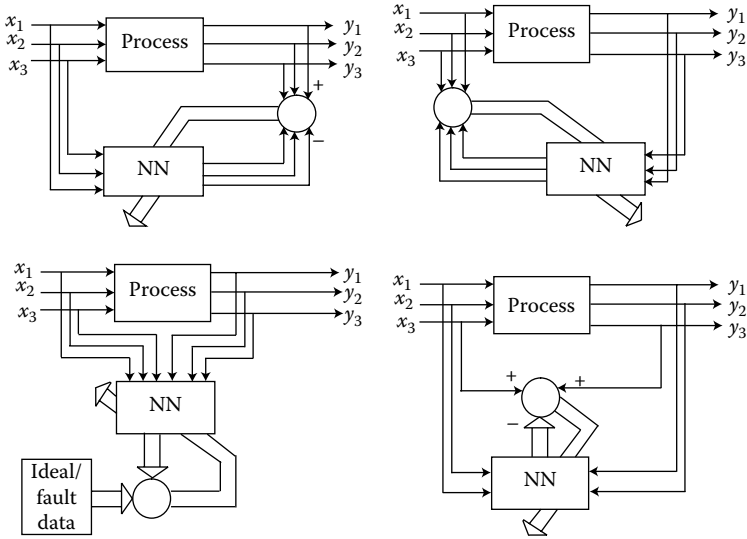 x1
x2
x3
Process
y1
y2
y3
+
−
NN
x1
x2
x3
Process
y1
y2
y3
NN
x1
x2
x3
Process
y1
y2
y3
NN
Ideal/
fault
data
x1
x2
x3
Process
y1
y2
y3
+
+
−
NN